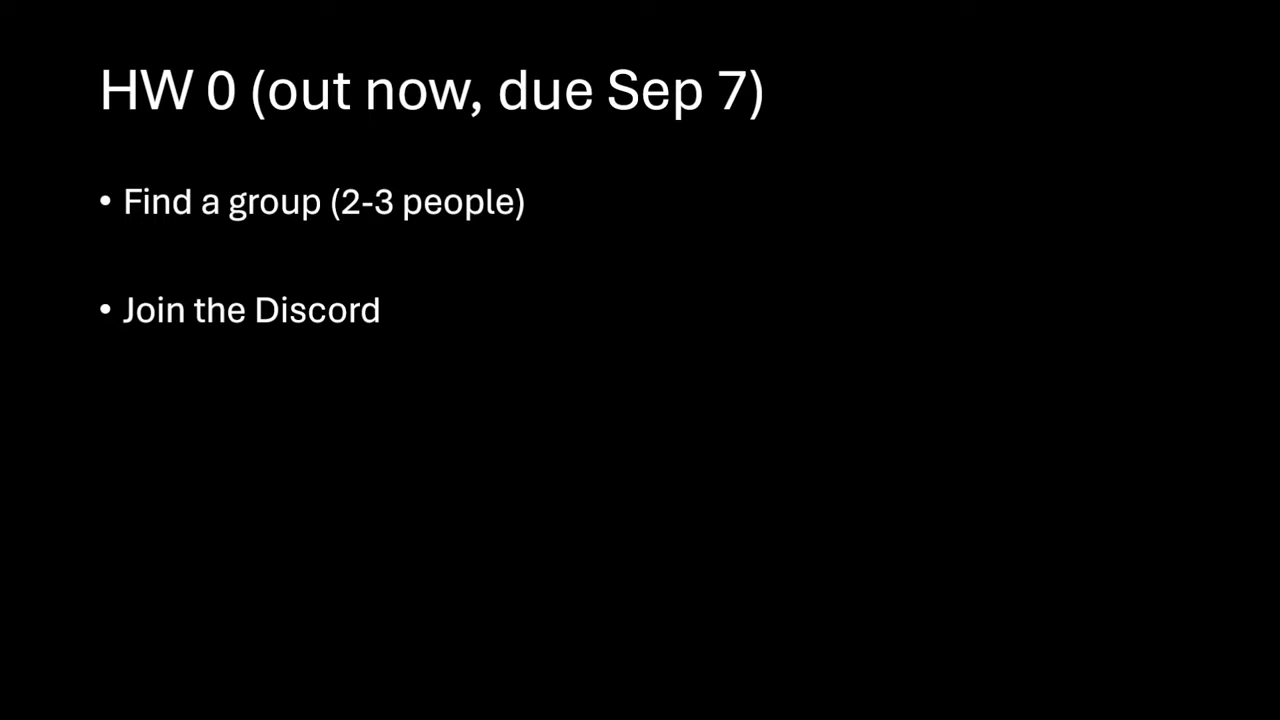 HW 0 (out now, due Sep 7)
• Find a group (2-3 people)
• Join the Discord